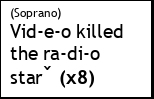 (Soprano)
Vid-e-o killed
the ra-di-o
starˇ (x8)